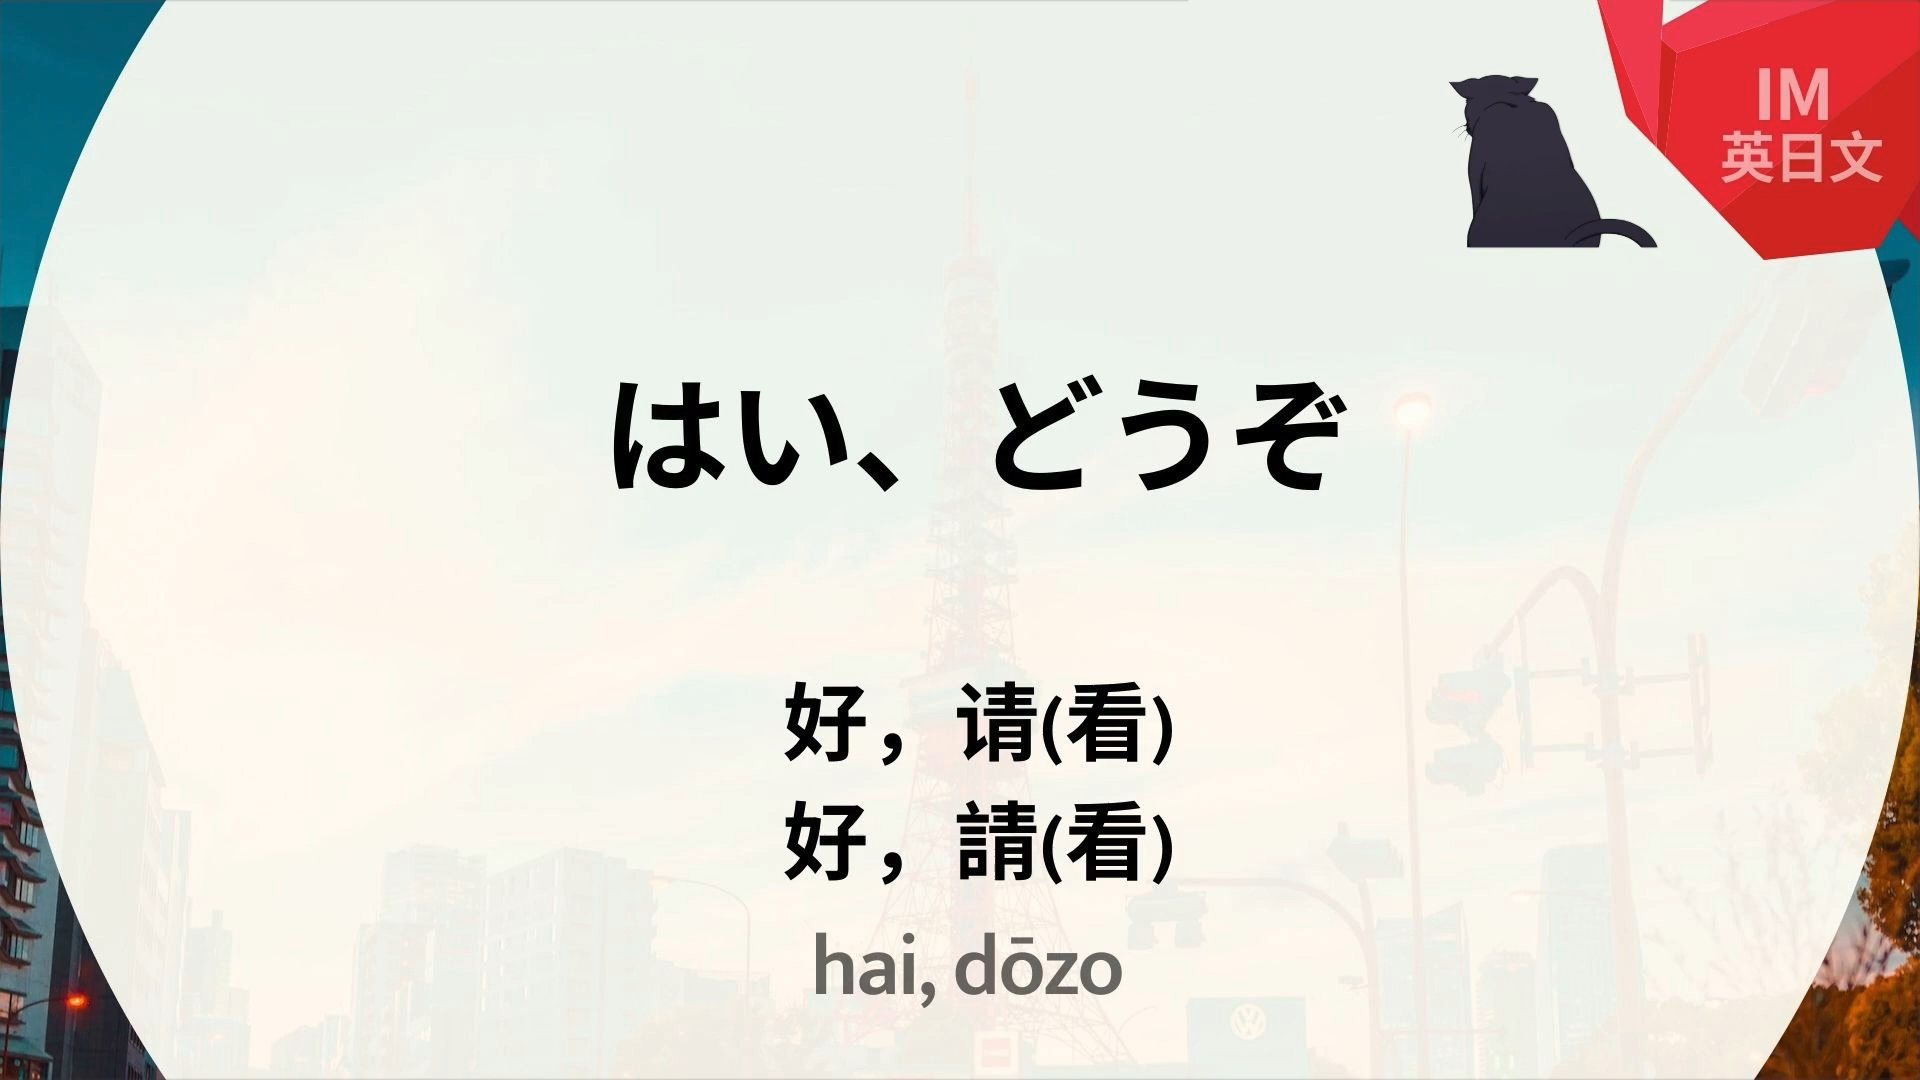 IM
英日文
はい、どうぞ
好，请(看)
好，請(看)
hai, dōzo